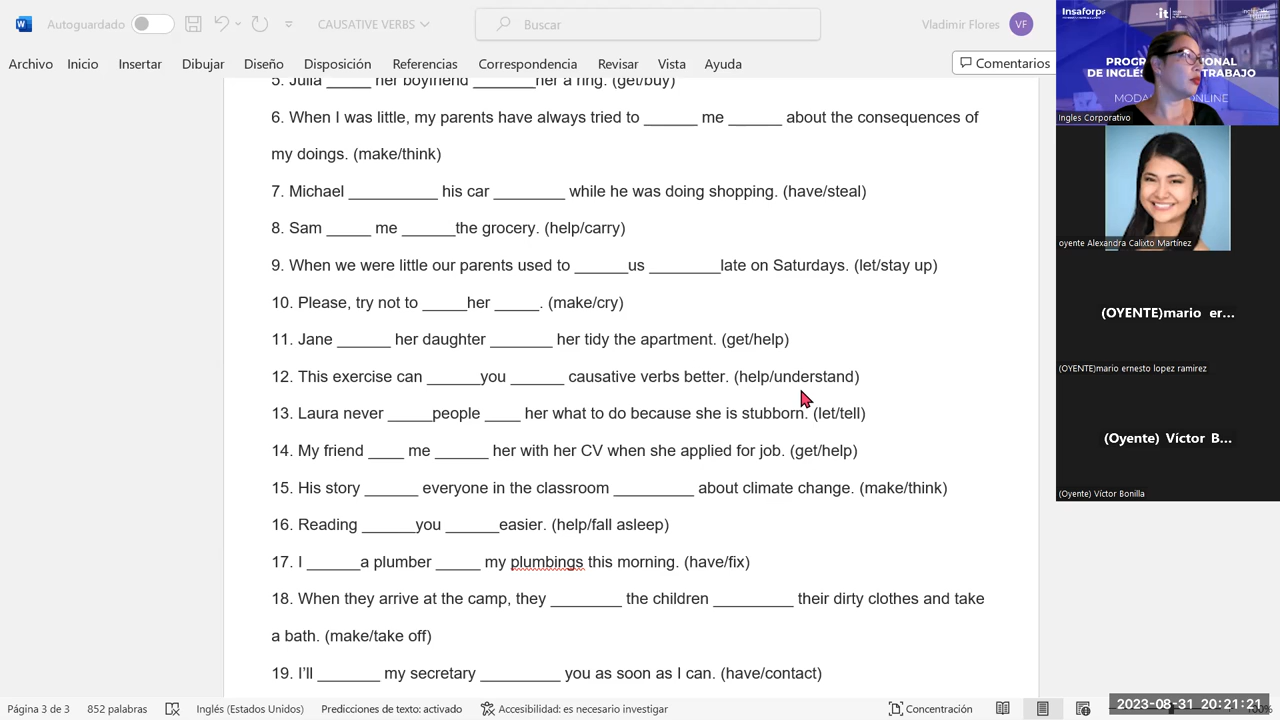 Autoguardado
CAUSATIVE VERBS
Buscar
Vladimir Flores
VF
Archivo Inicio Insertar Dibujar Diseño Disposición Referencias Correspondencia Revisar Vista Ayuda
Comentarios
5. Julia _____ her boyfriend _______her a ring. (get/buy)
6. When I was little, my parents have always tried to ______ me ______ about the consequences of
my doings. (make/think)
7. Michael __________ his car ________ while he was doing shopping. (have/steal)
8. Sam _____ me ______the grocery. (help/carry)
9. When we were little our parents used to ______us ________late on Saturdays. (let/stay up)
10. Please, try not to _____her _____. (make/cry)
11. Jane ______ her daughter _______ her tidy the apartment. (get/help)
12. This exercise can ______you ______ causative verbs better. (help/understand)
13. Laura never _____people ____ her what to do because she is stubborn. (let/tell)
14. My friend ____ me ______ her with her CV when she applied for job. (get/help)
15. His story ______ everyone in the classroom _________ about climate change. (make/think)
16. Reading ______you ______easier. (help/fall asleep)
17. I ______a plumber _____ my plumbings this morning. (have/fix)
18. When they arrive at the camp, they ________ the children _________ their dirty clothes and take
a bath. (make/take off)
19. I’ll _______ my secretary _________ you as soon as I can. (have/contact)
Página 3 de 3
852 palabras
Inglés (Estados Unidos)
Predicciones de texto: activado
Accesibilidad: es necesario investigar
Concentración
2023-08-31 20:21:21
Insaforp
Ingles Corporativo
oyente Alexandra Calixto Martínez
(OYENTE)mario er...
(OYENTE)mario ernesto lopez ramirez
(Oyente) Víctor B...
(Oyente) Víctor Bonilla